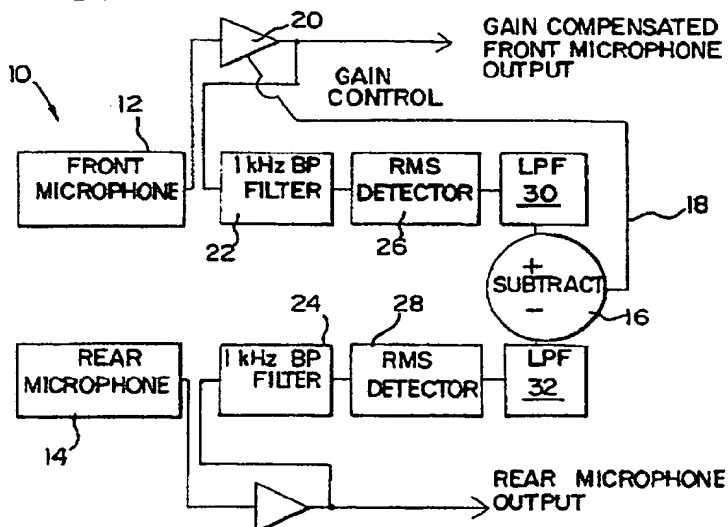 20
GAIN COMPENSATED
FRONT MICROPHONE
OUTPUT
10
GAIN
CONTROL
12
FRONT
MICROPHONE
1 kHz BP
FILTER
22
RMS
DETECTOR
26
LPF
30
18
+
SUBTRACT
-
16
REAR
MICROPHONE
14
24
1 kHz BP
FILTER
28
RMS
DETECTOR
LPF
32
REAR MICROPHONE
OUTPUT